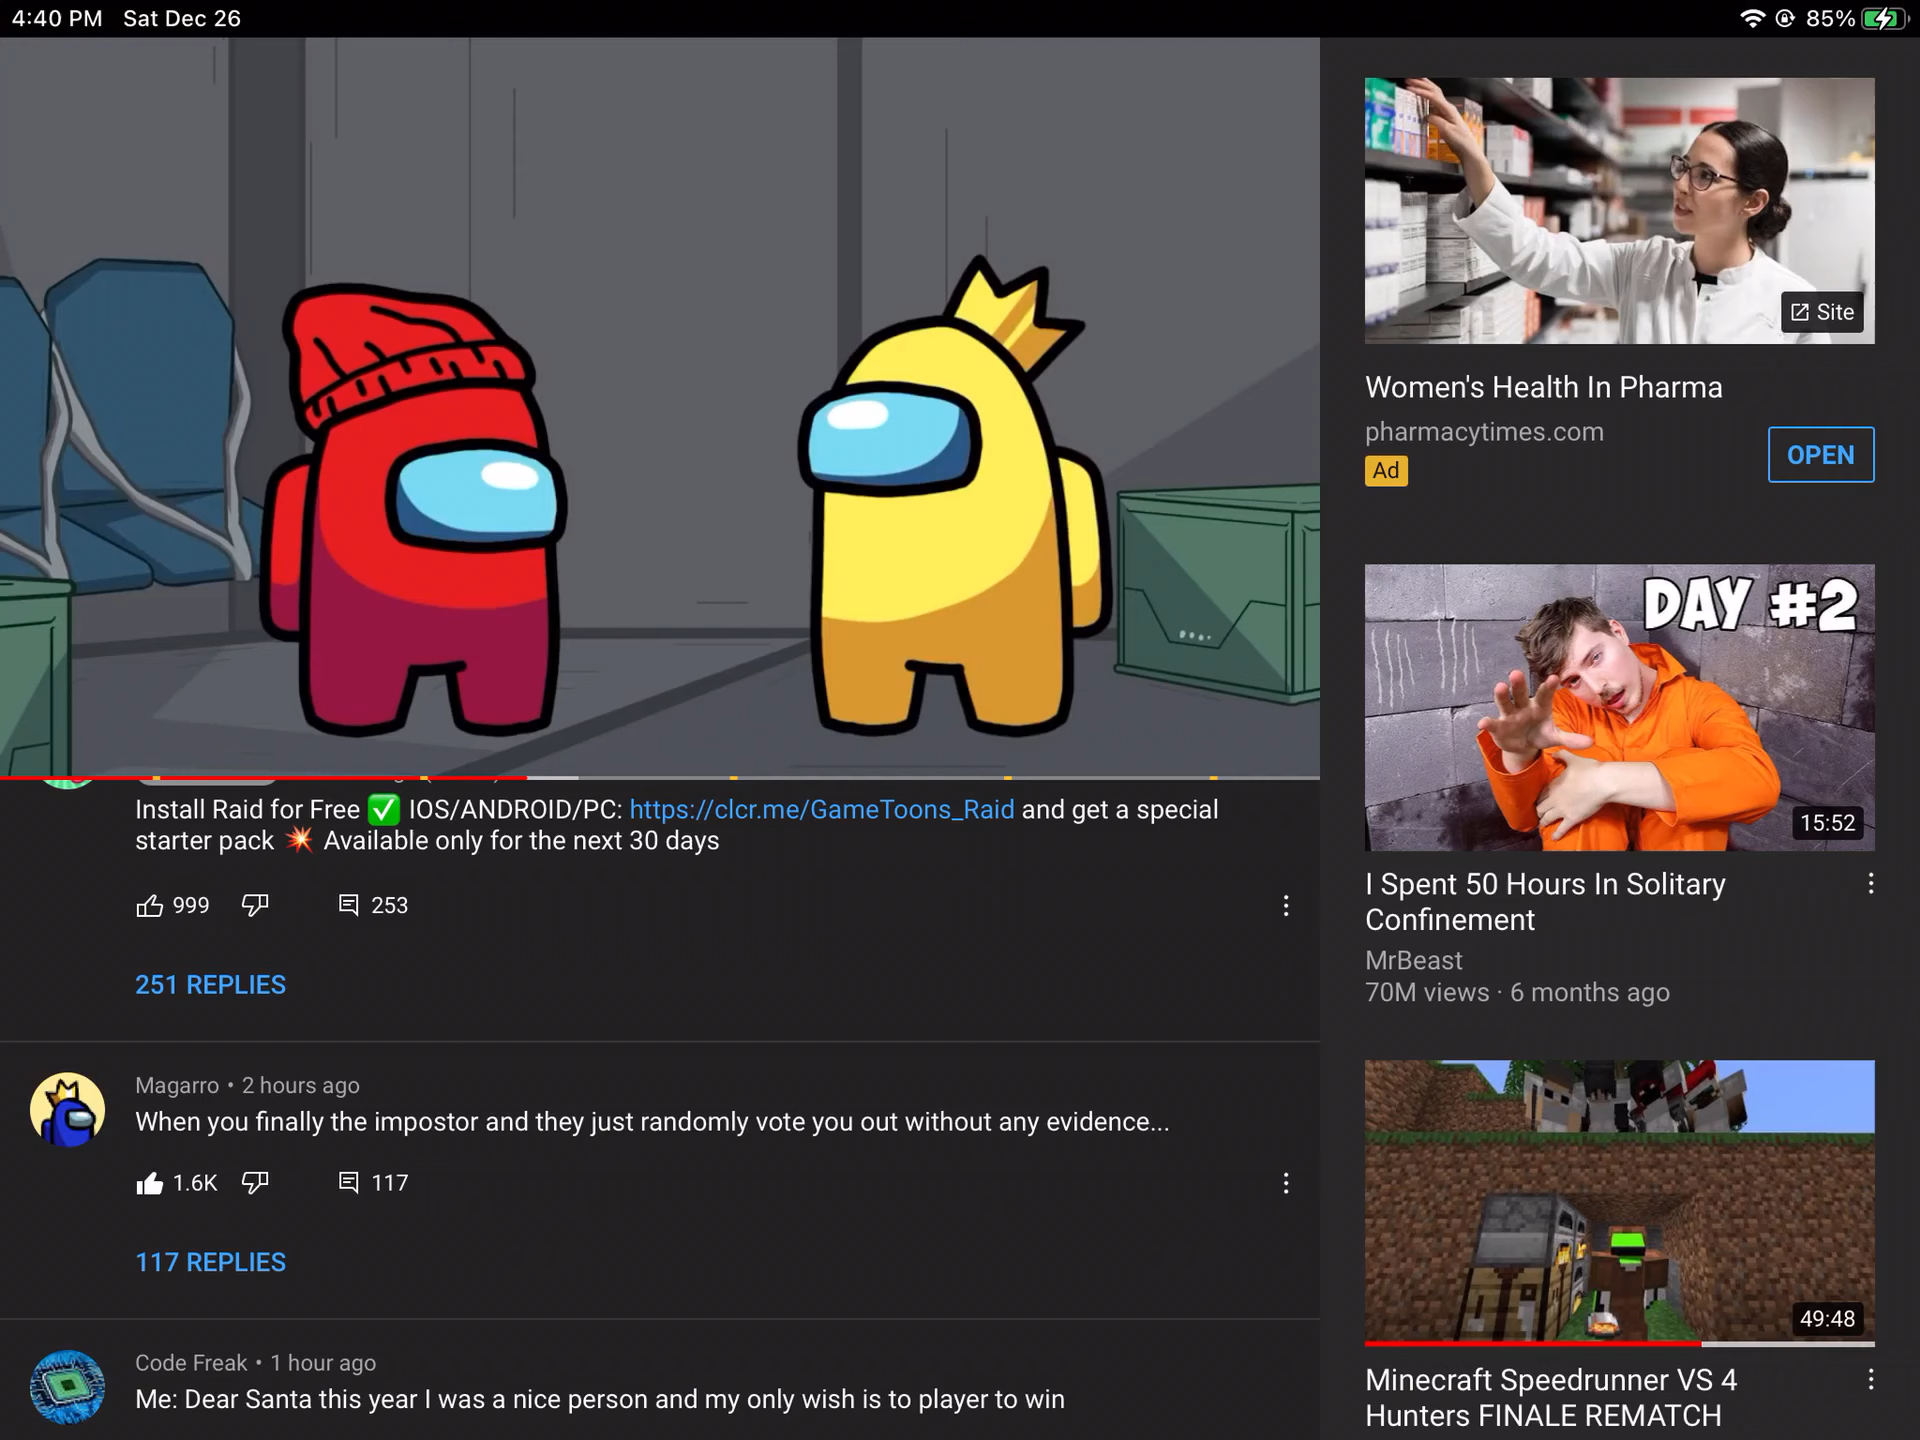 4:40 PM Sat Dec 26
85%
Install Raid for Free ✅ IOS/ANDROID/PC: https://clcr.me/GameToons_Raid and get a special
starter pack 💥 Available only for the next 30 days
999
253
251 REPLIES
Magarro • 2 hours ago
When you finally the impostor and they just randomly vote you out without any evidence...
1.6K
117
117 REPLIES
Code Freak • 1 hour ago
Me: Dear Santa this year I was a nice person and my only wish is to player to win
Site
Women's Health In Pharma
pharmacytimes.com
Ad
OPEN
DAY #2
15:52
I Spent 50 Hours In Solitary
Confinement
MrBeast
70M views · 6 months ago
49:48
Minecraft Speedrunner VS 4
Hunters FINALE REMATCH